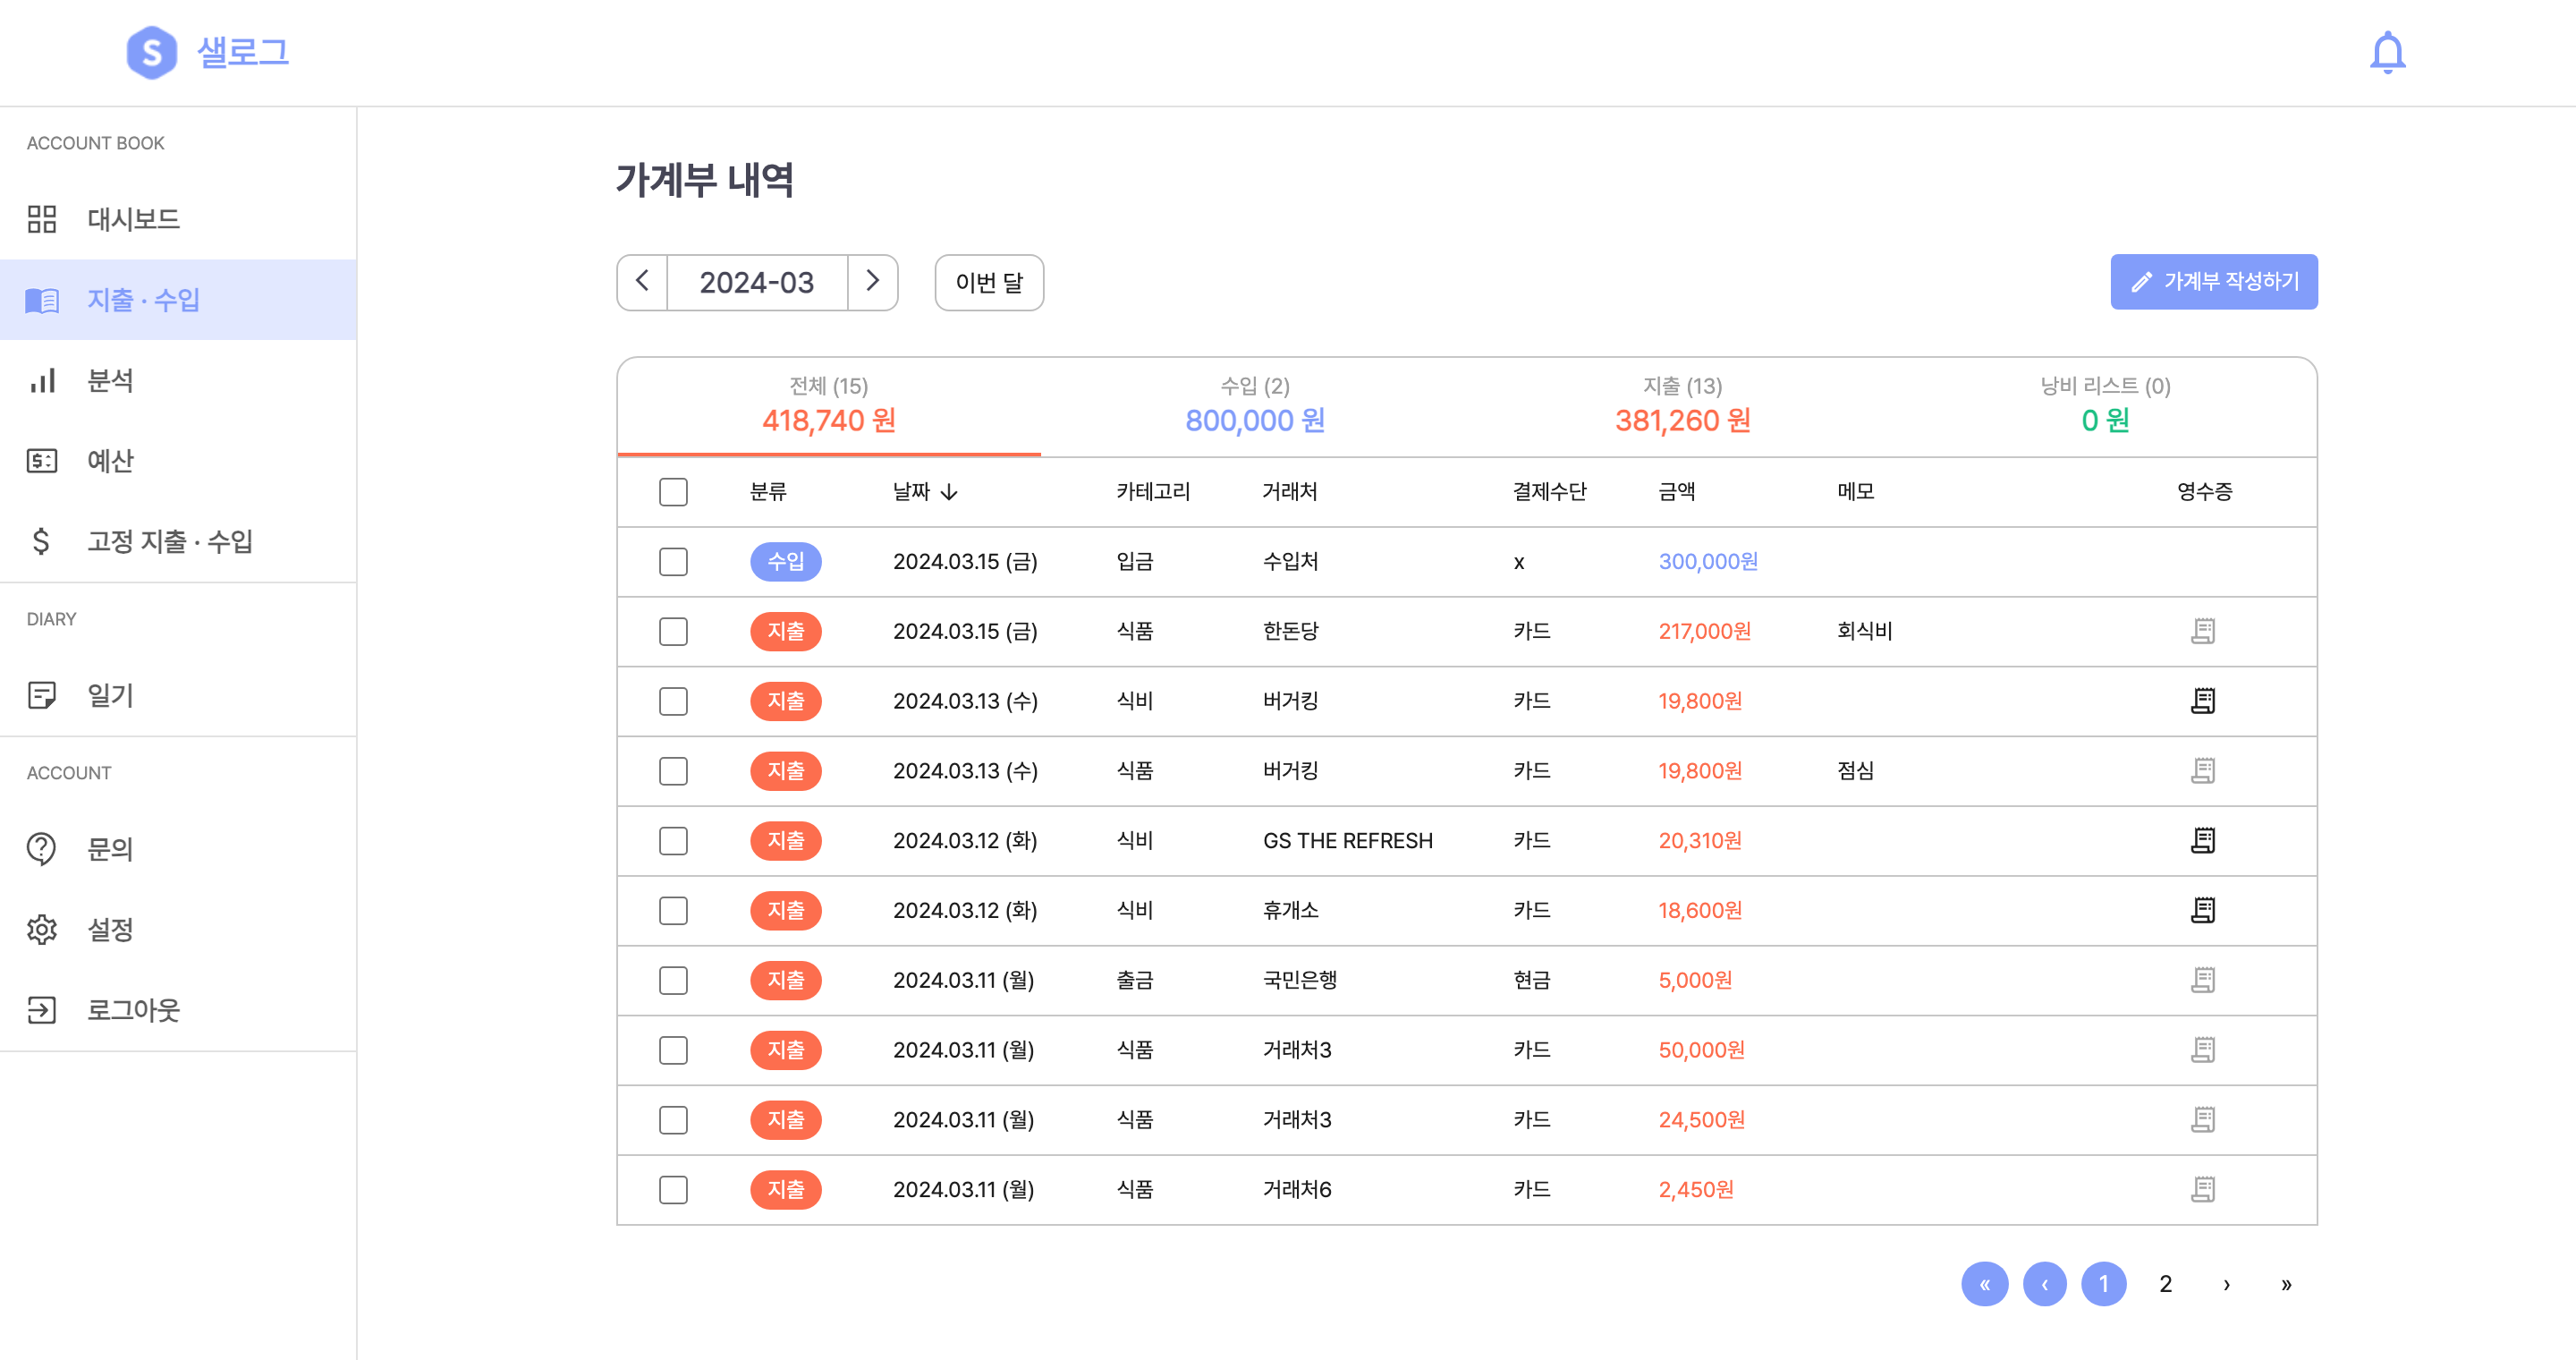 S 샐로그
ACCOUNT BOOK
대시보드
지출 · 수입
분석
예산
고정 지출 · 수입
DIARY
일기
ACCOUNT
문의
설정
로그아웃
가계부 내역
2024-03
이번 달
가계부 작성하기
전체 (15)
418,740 원
수입 (2)
800,000 원
지출 (13)
381,260 원
낭비 리스트 (0)
0 원
분류 날짜 카테고리 거래처 결제수단 금액 메모 영수증
수입 2024.03.15 (금) 입금 수입처 x 300,000원
지출 2024.03.15 (금) 식품 한돈당 카드 217,000원 회식비
지출 2024.03.13 (수) 식비 버거킹 카드 19,800원
지출 2024.03.13 (수) 식품 버거킹 카드 19,800원 점심
지출 2024.03.12 (화) 식비 GS THE REFRESH 카드 20,310원
지출 2024.03.12 (화) 식비 휴개소 카드 18,600원
지출 2024.03.11 (월) 출금 국민은행 현금 5,000원
지출 2024.03.11 (월) 식품 거래처3 카드 50,000원
지출 2024.03.11 (월) 식품 거래처3 카드 24,500원
지출 2024.03.11 (월) 식품 거래처6 카드 2,450원
« ‹ 1 2 › »